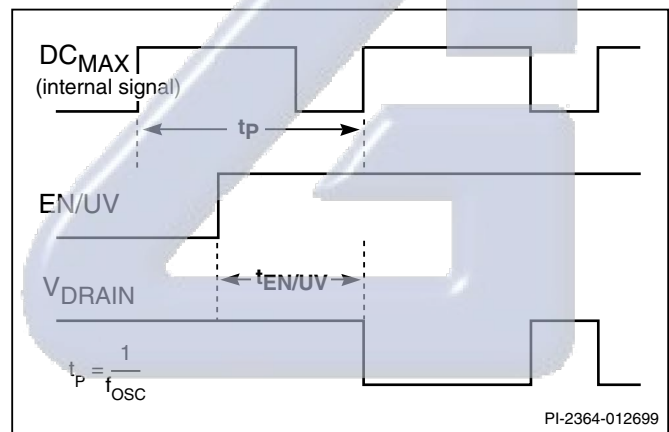 DCMAX
(internal signal)
tP
EN/UV
tEN/UV
VDRAIN
tP = 1/fOSC
PI-2364-012699